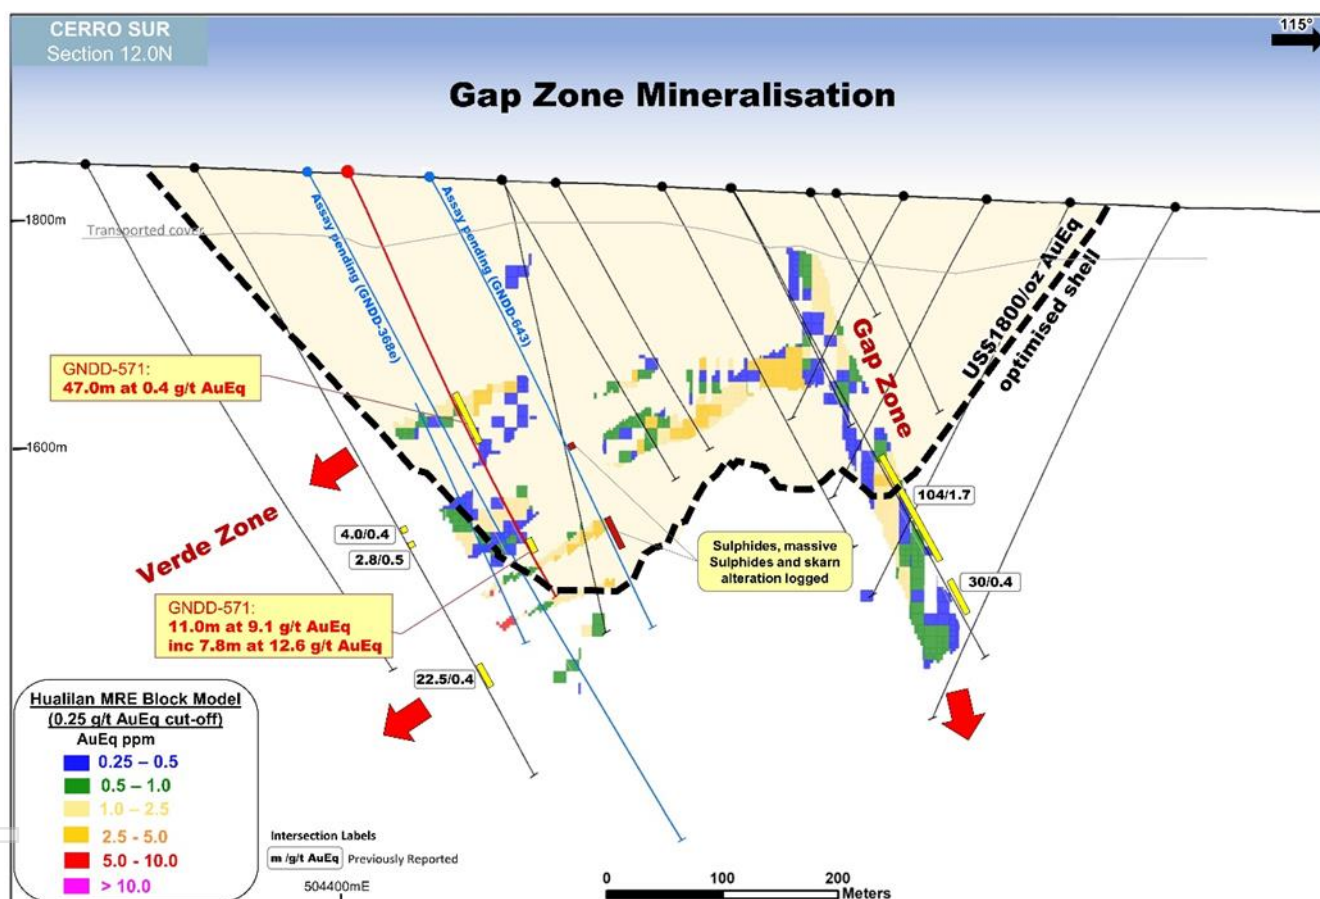 CERRO SUR
Section 12.0N
115°
Gap Zone Mineralisation
1800m
Transported cover
Assay pending (GNDD-368e)
Assay pending (GNDD-643)
Gap Zone
US$1800/oz AuEq
optimised shell
GNDD-571:
47.0m at 0.4 g/t AuEq
1600m
Verde Zone
4.0/0.4
2.8/0.5
104/1.7
30/0.4
Sulphides, massive
Sulphides and skarn
alteration logged
GNDD-571:
11.0m at 9.1 g/t AuEq
inc 7.8m at 12.6 g/t AuEq
22.5/0.4
Hualilan MRE Block Model
(0.25 g/t AuEq cut-off)
AuEq ppm
0.25 – 0.5
0.5 – 1.0
1.0 – 2.5
2.5 - 5.0
5.0 - 10.0
> 10.0
Intersection Labels
m /g/t AuEq Previously Reported
504400mE
0 100 200
Meters